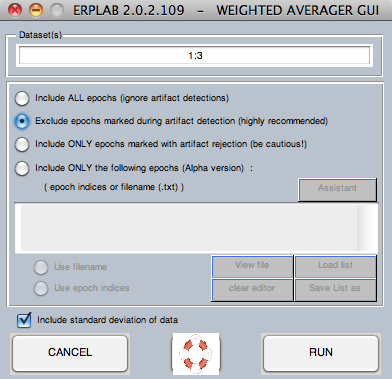 ERPLAB 2.0.2.109 - WEIGHTED AVERAGER GUI
Dataset(s)
1:3
Include ALL epochs (ignore artifact detections)
Exclude epochs marked during artifact detection (highly recommended)
Include ONLY epochs marked with artifact rejection (be cautious!)
Include ONLY the following epochs (Alpha version) :
( epoch indices or filename (.txt) )
Assistant
Use filename
View file
Load list
Use epoch indices
clear editor
Save List as
Include standard deviation of data
CANCEL
RUN